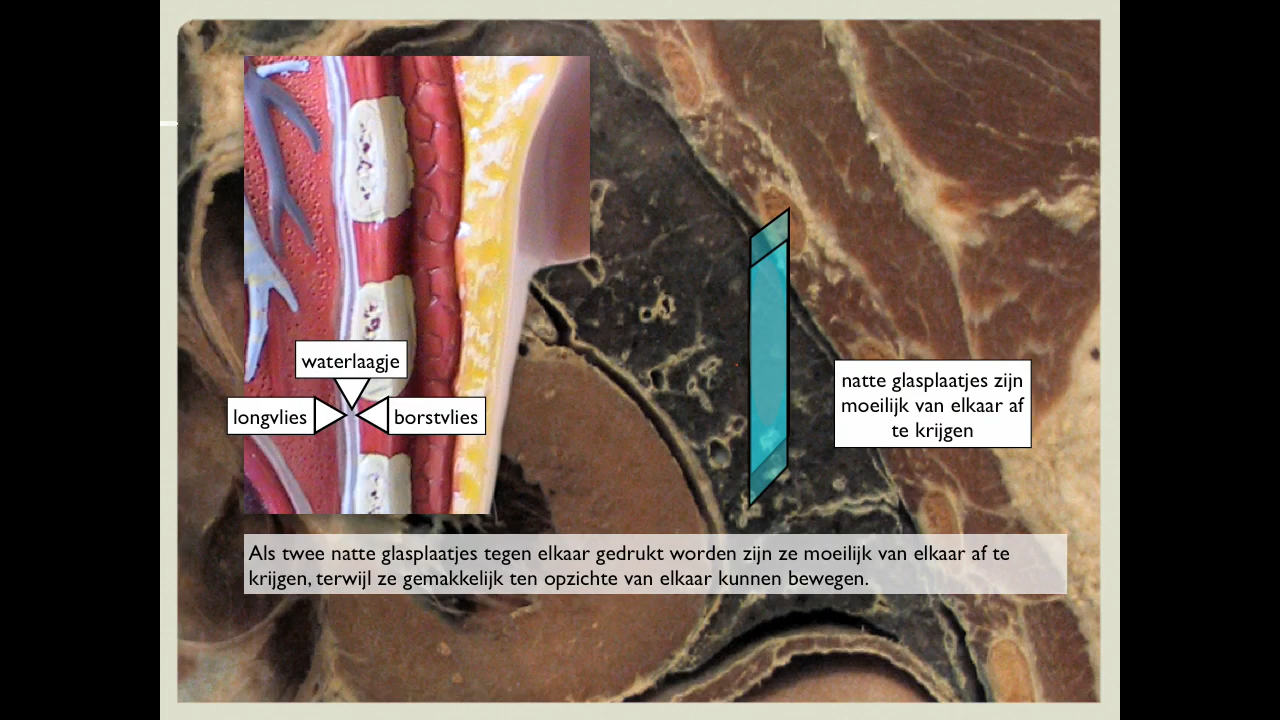 waterlaagje
longvlies
borstvlies
natte glasplaatjes zijn
moeilijk van elkaar af
te krijgen
Als twee natte glasplaatjes tegen elkaar gedrukt worden zijn ze moeilijk van elkaar af te
krijgen, terwijl ze gemakkelijk ten opzichte van elkaar kunnen bewegen.